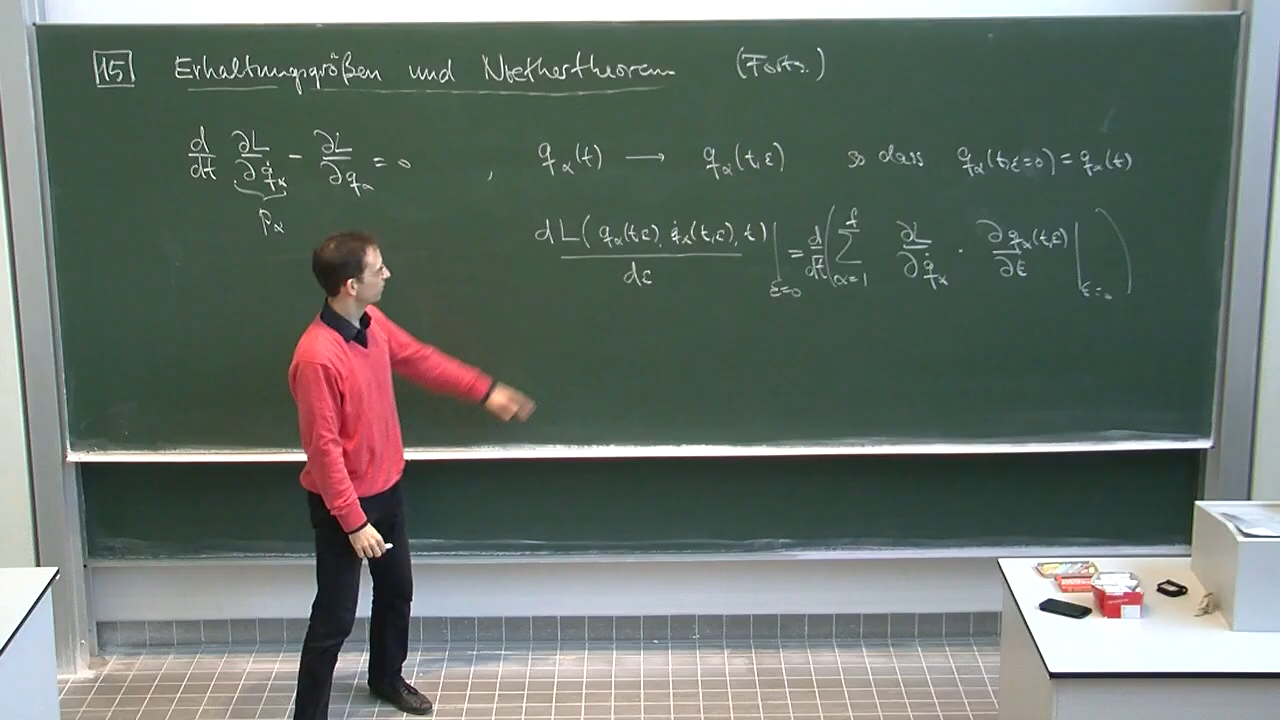 15 Erhaltungsgrößen und Noethertheorem (Forts.)
d/dt ∂L/∂q̇_α − ∂L/∂q_α = 0 , q_α(t) → q_α(t,ε) so dass q_α(t,ε=0) = q_α(t)
p_α
dL(q_α(t,ε), q̇_α(t,ε), t)/dε |_{ε=0} = d/dt ( Σ_{α=1}^{f} ∂L/∂q̇_α · ∂q_α(t,ε)/∂ε |_{ε=0} )